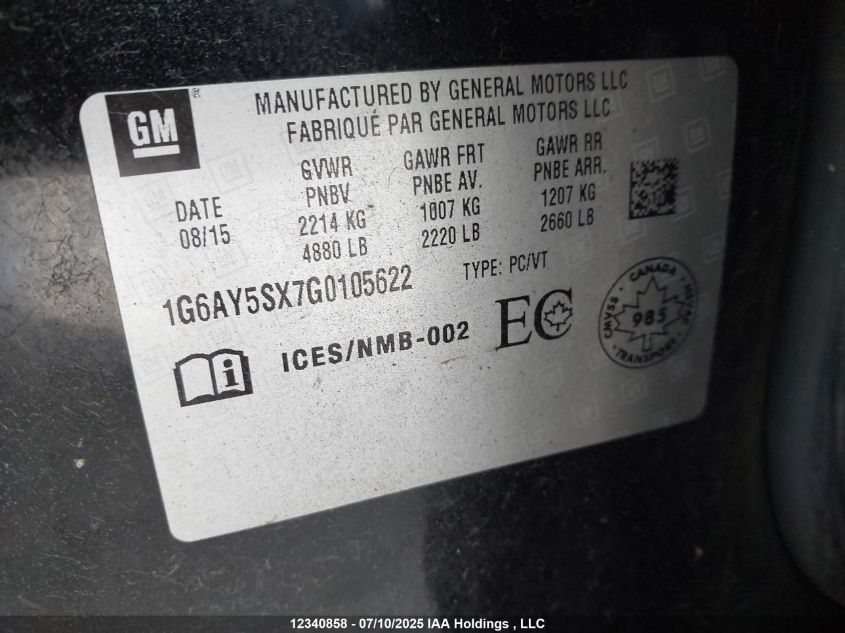 GM
MANUFACTURED BY GENERAL MOTORS LLC
FABRIQUÉ PAR GENERAL MOTORS LLC
DATE
08/15
GVWR
PNBV
2214 KG
4880 LB
GAWR FRT
PNBE AV.
1007 KG
2220 LB
GAWR RR
PNBE ARR.
1207 KG
2660 LB
1G6AY5SX7G0105622
TYPE: PC/VT
ICES/NMB-002
EC
CANADA
CMVSS
985
NSVAC
TRANSPORT
12340858 - 07/10/2025 IAA Holdings , LLC